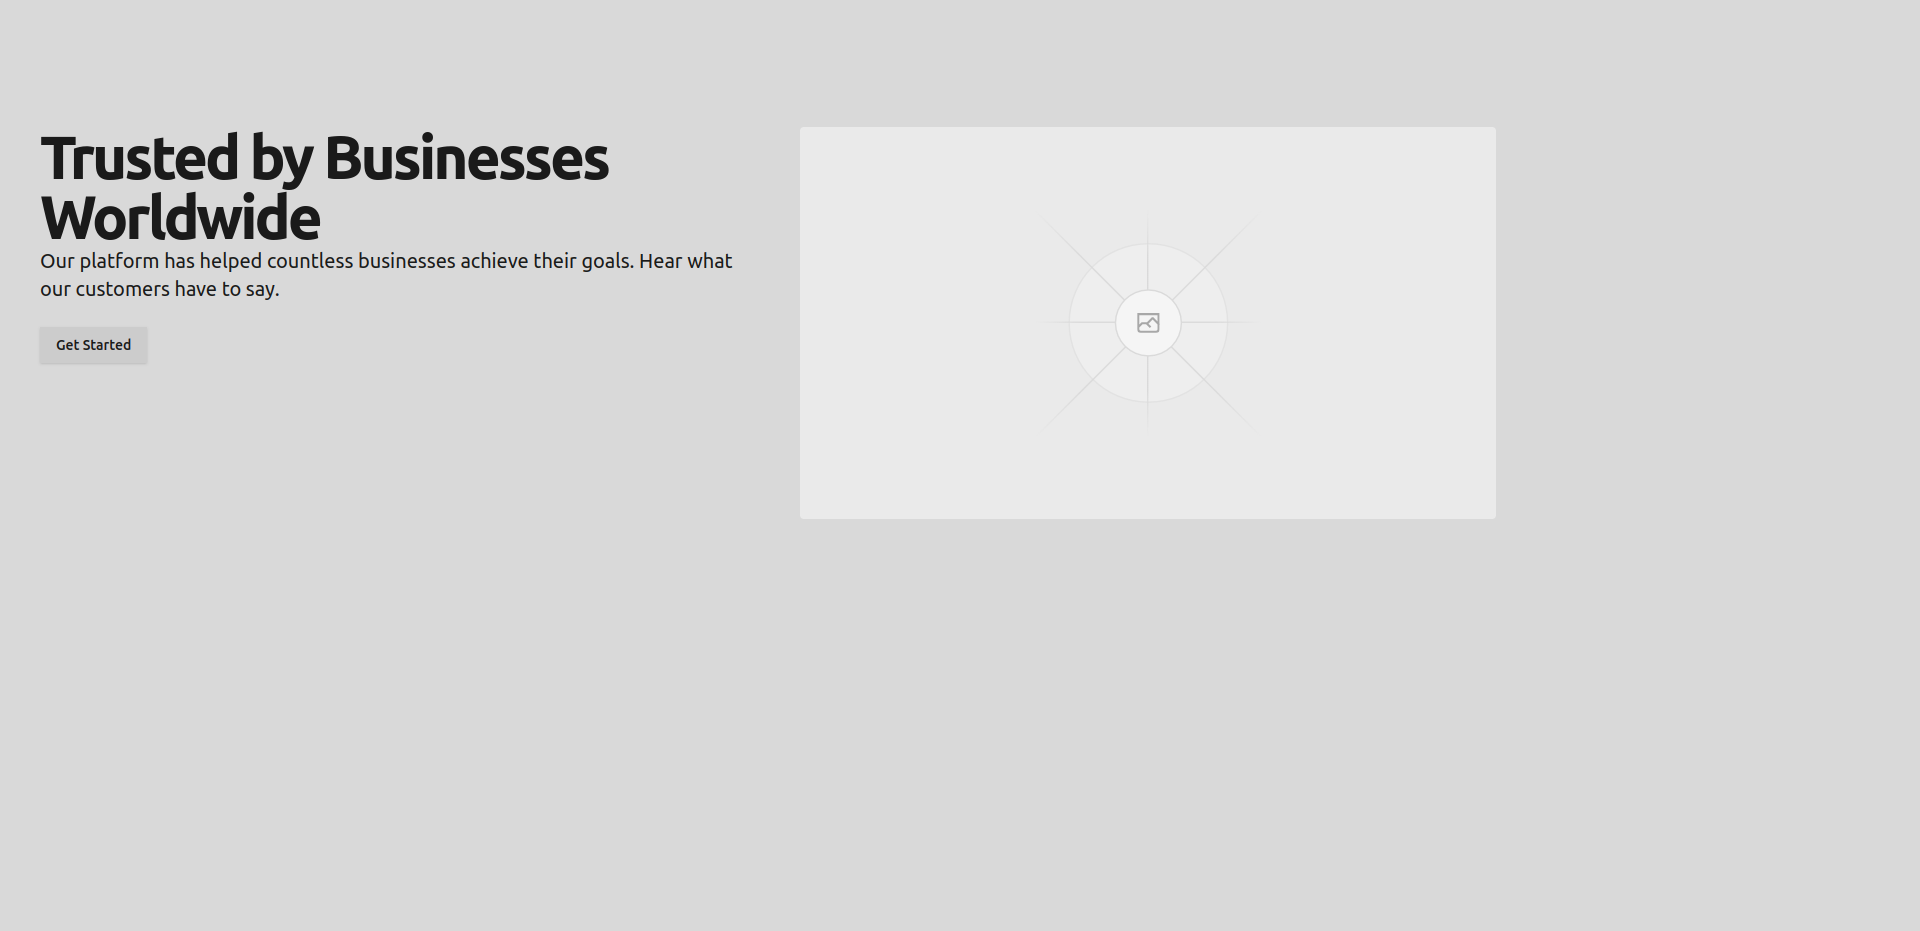 Trusted by Businesses
Worldwide
Our platform has helped countless businesses achieve their goals. Hear what
our customers have to say.
Get Started